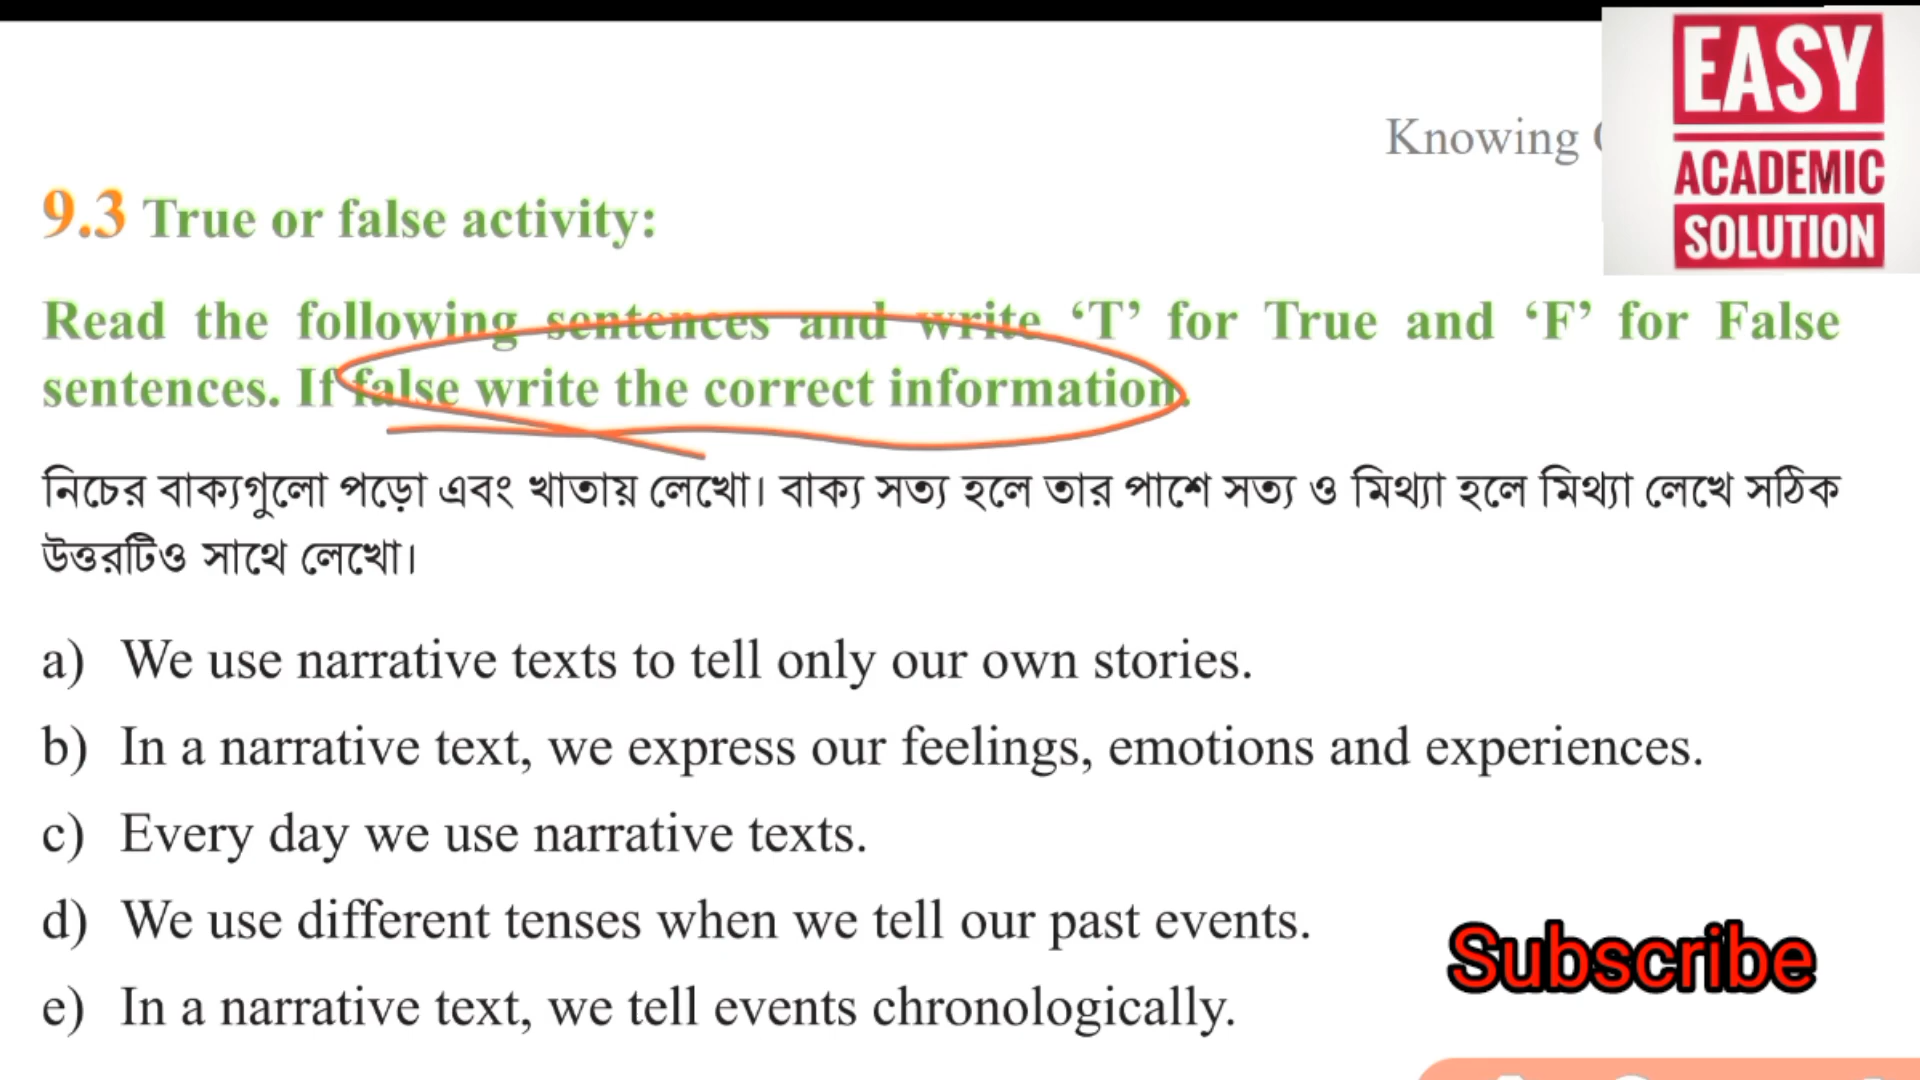 EASY
ACADEMIC
SOLUTION
Knowing
9.3 True or false activity:
Read the following sentences and write ‘T’ for True and ‘F’ for False
sentences. If false write the correct information.
নিচের বাক্যগুলো পড়ো এবং খাতায় লেখো। বাক্য সত্য হলে তার পাশে সত্য ও মিথ্যা হলে মিথ্যা লেখে সঠিক
উত্তরটিও সাথে লেখো।
a) We use narrative texts to tell only our own stories.
b) In a narrative text, we express our feelings, emotions and experiences.
c) Every day we use narrative texts.
d) We use different tenses when we tell our past events.
Subscribe
e) In a narrative text, we tell events chronologically.